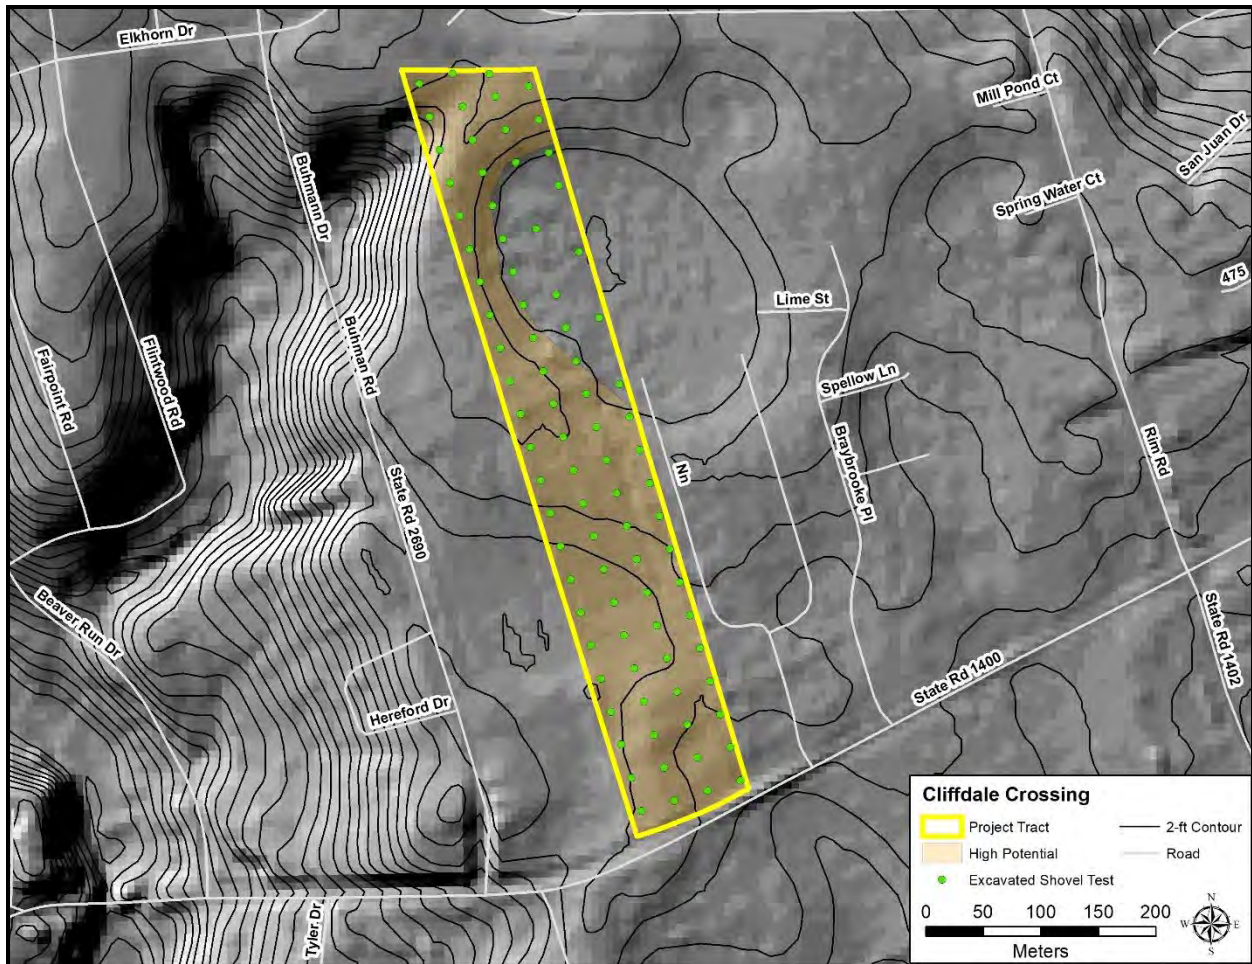 Elkhorn Dr
Mill Pond Ct
San Juan Dr
Buhmann Dr
Spring Water Ct
475
Lime St
Buhman Rd
Flintwood Rd
Fairpoint Rd
Spellow Ln
Rim Rd
Nn
Braybrooke Pl
State Rd 2690
Beaver Run Dr
State Rd 1402
State Rd 1400
Hereford Dr
Tyler Dr
Cliffdale Crossing
Project Tract
2-ft Contour
High Potential
Road
Excavated Shovel Test
0 50 100 150 200
Meters
N
W E
S